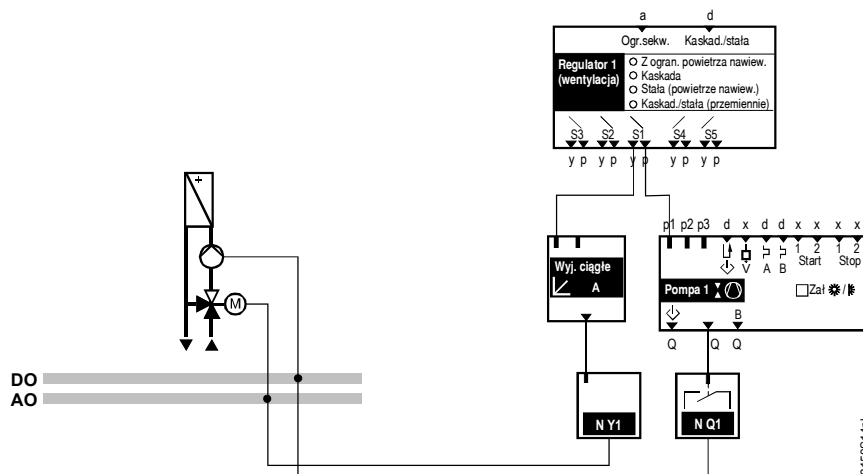 a d
Ogr.sekw. Kaskad./stała
Regulator 1
(wentylacja)
Z ogran. powietrza nawiew.
Kaskada
Stała (powietrze nawiew.)
Kaskad./stała (przemiennie)
S3 S2 S1 S4 S5
y p y p y p y p y p
p1 p2 p3 d x d d x x x x
V A B 1 2 1 2
Start Stop
Wyj. ciągłe
A
Pompa 1
Zał /
B
Q Q Q
+
M
DO
AO
N Y1
N Q1